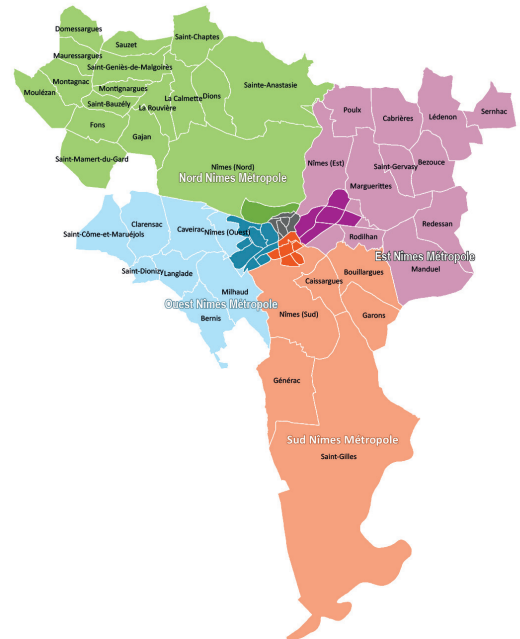 Domessargues
Sauzet
Saint-Chaptes
Mauressargues
Saint-Geniès-de-Malgoirès
Montagnac
Montignargues
Moulézan
Saint-Bauzély
La Rouvière
La Calmette
Dions
Sainte-Anastasie
Fons
Gajan
Saint-Mamert-du-Gard
Nîmes (Nord)
Nord Nîmes Métropole
Poulx
Cabrières
Lédenon
Sernhac
Nîmes (Est)
Saint-Gervasy
Bezouce
Marguerittes
Redessan
Rodilhan
Est Nîmes Métropole
Manduel
Clarensac
Saint-Côme-et-Maruéjols
Caveirac
Nîmes (Ouest)
Saint-Dionizy
Langlade
Milhaud
Ouest Nîmes Métropole
Bernis
Bouillargues
Caissargues
Nîmes (Sud)
Garons
Générac
Sud Nîmes Métropole
Saint-Gilles